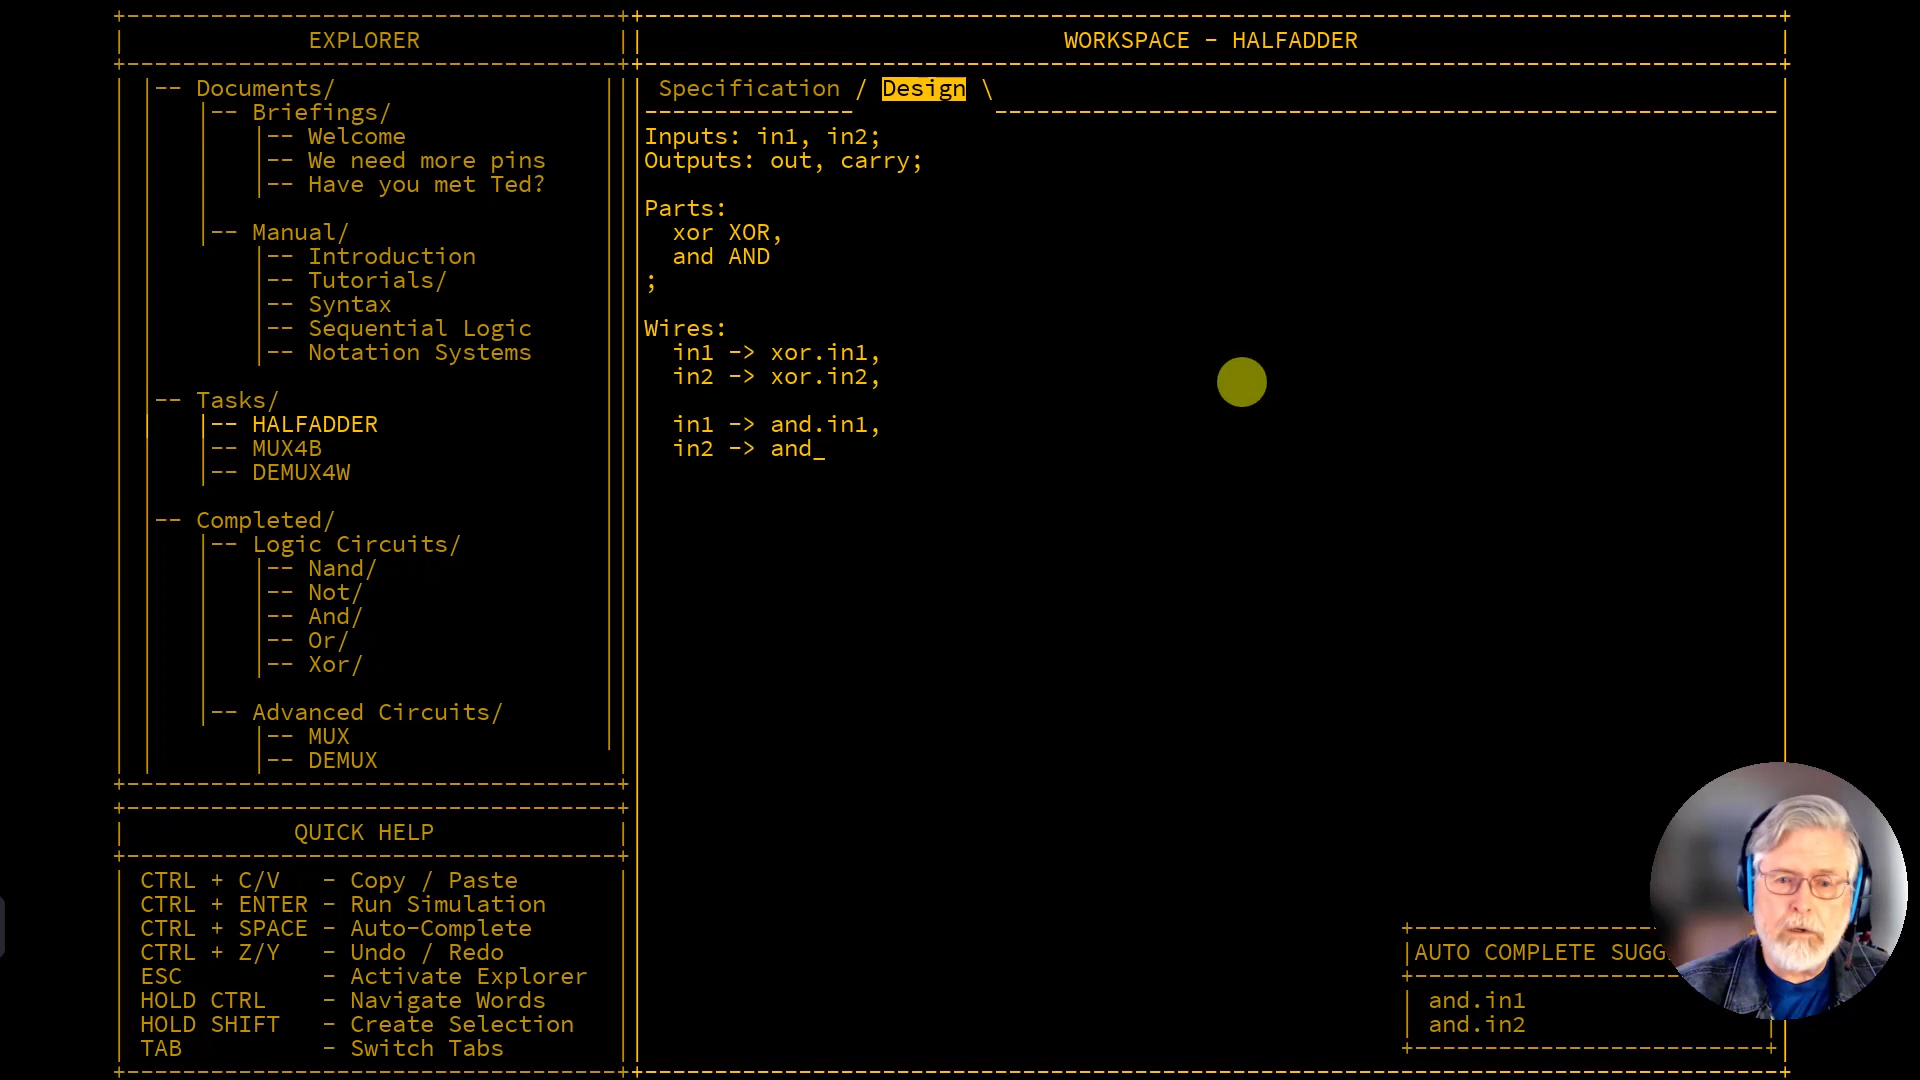 EXPLORER
-- Documents/
-- Briefings/
-- Welcome
-- We need more pins
-- Have you met Ted?
-- Manual/
-- Introduction
-- Tutorials/
-- Syntax
-- Sequential Logic
-- Notation Systems
-- Tasks/
-- HALFADDER
-- MUX4B
-- DEMUX4W
-- Completed/
-- Logic Circuits/
-- Nand/
-- Not/
-- And/
-- Or/
-- Xor/
-- Advanced Circuits/
-- MUX
-- DEMUX
QUICK HELP
CTRL + C/V - Copy / Paste
CTRL + ENTER - Run Simulation
CTRL + SPACE - Auto-Complete
CTRL + Z/Y - Undo / Redo
ESC - Activate Explorer
HOLD CTRL - Navigate Words
HOLD SHIFT - Create Selection
TAB - Switch Tabs
WORKSPACE - HALFADDER
Specification / Design \
Inputs: in1, in2;
Outputs: out, carry;
Parts:
xor XOR,
and AND
;
Wires:
in1 -> xor.in1,
in2 -> xor.in2,
in1 -> and.in1,
in2 -> and_
AUTO COMPLETE
and.in1
and.in2